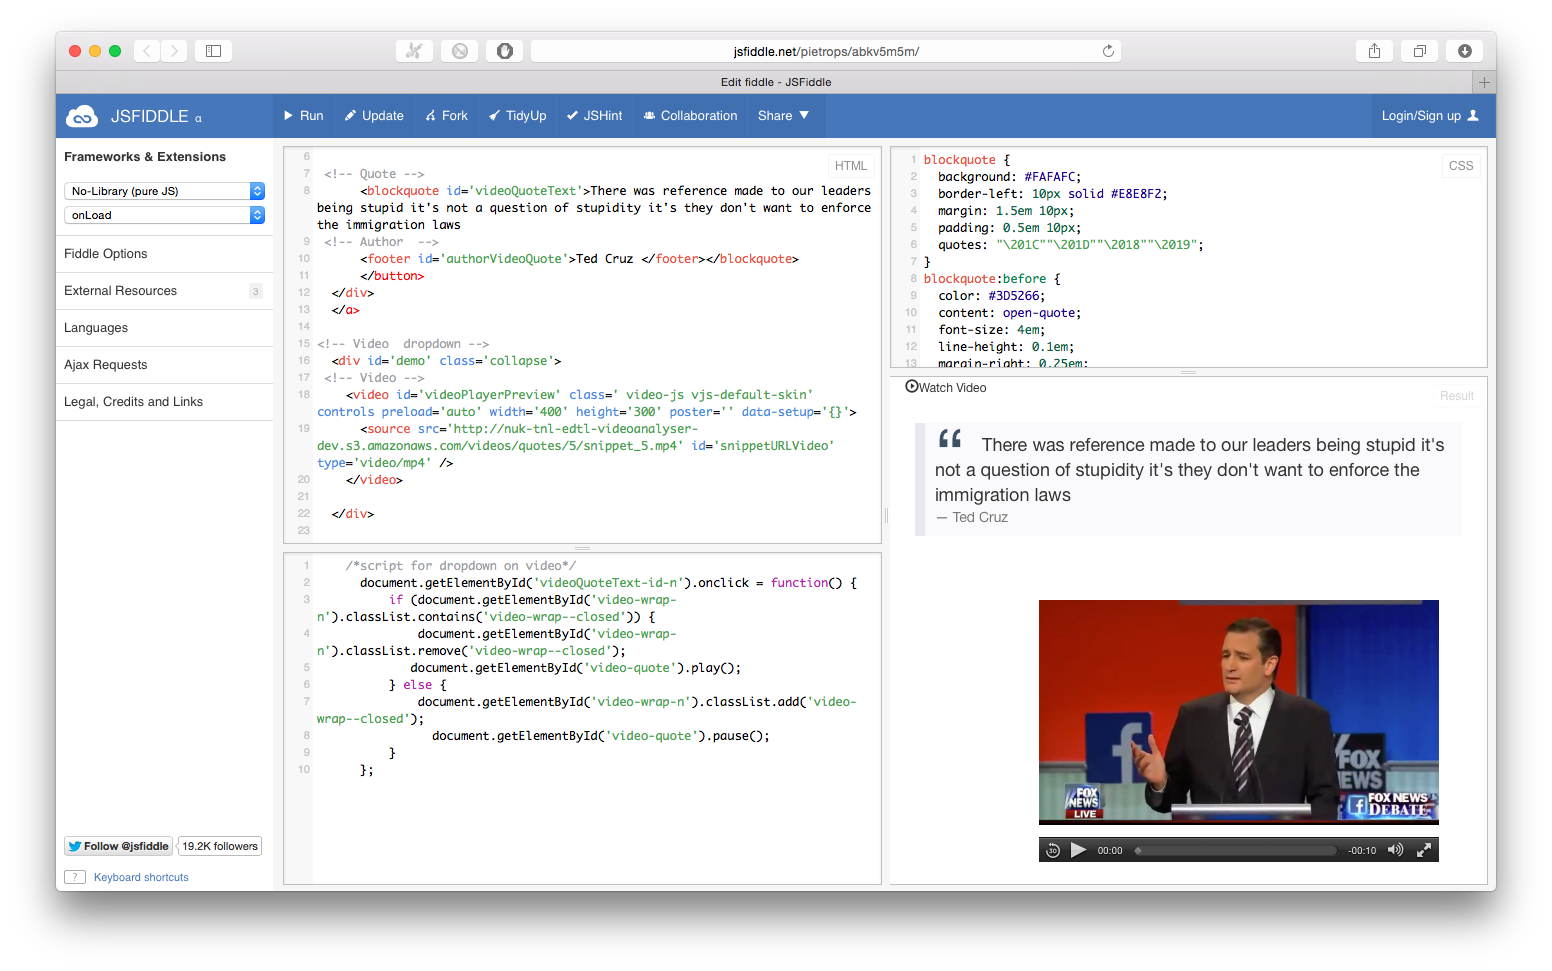 jsfiddle.net/pietrops/abkv5m5m/
Edit fiddle - JSFiddle
JSFIDDLE α
Run
Update
Fork
TidyUp
JSHint
Collaboration
Share ▼
Login/Sign up
Frameworks & Extensions
No-Library (pure JS)
onLoad
Fiddle Options
External Resources 3
Languages
Ajax Requests
Legal, Credits and Links
Follow @jsfiddle 19.2K followers
? Keyboard shortcuts
HTML
6
7 <!-- Quote -->
8 <blockquote id='videoQuoteText'>There was reference made to our leaders
being stupid it's not a question of stupidity it's they don't want to enforce
the immigration laws
9 <!-- Author  -->
10 <footer id='authorVideoQuote'>Ted Cruz </footer></blockquote>
11 </button>
12 </div>
13 </a>
14
15 <!-- Video  dropdown -->
16 <div id='demo' class='collapse'>
17 <!-- Video -->
18 <video id='videoPlayerPreview' class=' video-js vjs-default-skin'
controls preload='auto' width='400' height='300' poster='' data-setup='{}'>
19 <source src='http://nuk-tnl-edtl-videoanalyser-
dev.s3.amazonaws.com/videos/quotes/5/snippet_5.mp4' id='snippetURLVideo'
type='video/mp4' />
20 </video>
21
22 </div>
23
1 /*script for dropdown on video*/
2 document.getElementById('videoQuoteText-id-n').onclick = function() {
3 if (document.getElementById('video-wrap-
n').classList.contains('video-wrap--closed')) {
4 document.getElementById('video-wrap-
n').classList.remove('video-wrap--closed');
5 document.getElementById('video-quote').play();
6 } else {
7 document.getElementById('video-wrap-n').classList.add('video-
wrap--closed');
8 document.getElementById('video-quote').pause();
9 }
10 };
CSS
1 blockquote {
2 background: #FAFAFC;
3 border-left: 10px solid #E8E8F2;
4 margin: 1.5em 10px;
5 padding: 0.5em 10px;
6 quotes: "\201C""\201D""\2018""\2019";
7 }
8 blockquote:before {
9 color: #3D5266;
10 content: open-quote;
11 font-size: 4em;
12 line-height: 0.1em;
13 margin-right: 0.25em;
Watch Video
Result
“ There was reference made to our leaders being stupid it's
not a question of stupidity it's they don't want to enforce the
immigration laws
— Ted Cruz
FOX
NEWS
FOX
NEWS
LIVE
FOX NEWS
DEBATE
30 00:00 -00:10